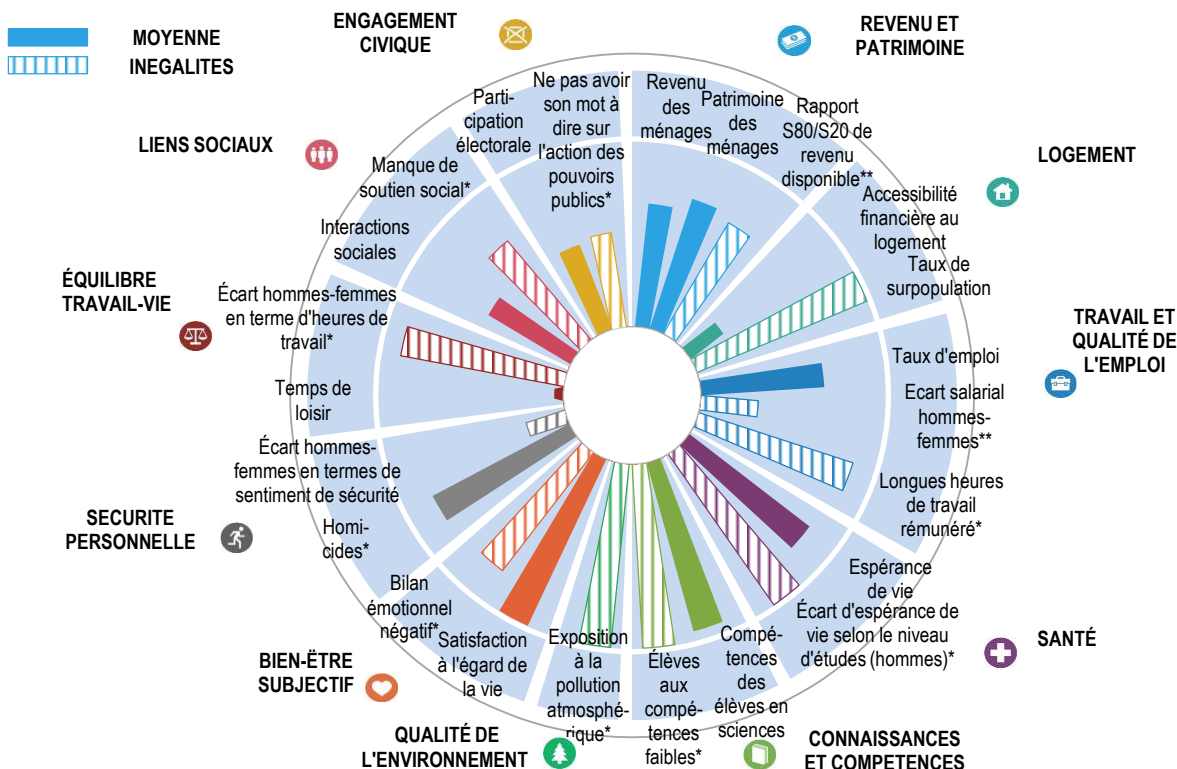 MOYENNE
INEGALITES
ENGAGEMENT
CIVIQUE
REVENU ET
PATRIMOINE
LIENS SOCIAUX
LOGEMENT
ÉQUILIBRE
TRAVAIL-VIE
TRAVAIL ET
QUALITÉ DE
L'EMPLOI
SECURITE
PERSONNELLE
SANTÉ
BIEN-ËTRE
SUBJECTIF
QUALITÉ DE
L'ENVIRONNEMENT
CONNAISSANCES
ET COMPETENCES
Parti-
cipation
électorale
Ne pas avoir
son mot à
dire sur
l'action des
pouvoirs
publics*
Revenu
des
ménages
Patrimoine
des
ménages
Rapport
S80/S20 de
revenu
disponible**
Accessibilité
financière au
logement
Taux de
surpopulation
Taux d'emploi
Ecart salarial
hommes-
femmes**
Longues heures
de travail
rémunéré*
Espérance
de vie
Écart d'espérance de
vie selon le niveau
d'études (hommes)*
Compé-
tences
des
élèves en
sciences
Élèves
aux
compé-
tences
faibles*
Exposition
à la
pollution
atmosphé-
rique*
Satisfaction
à l'égard de
la vie
Bilan
émotionnel
négatif*
Homi-
cides*
Écart hommes-
femmes en termes de
sentiment de sécurité
Temps de
loisir
Écart hommes-femmes
en terme d'heures de
travail*
Interactions
sociales
Manque de
soutien social*